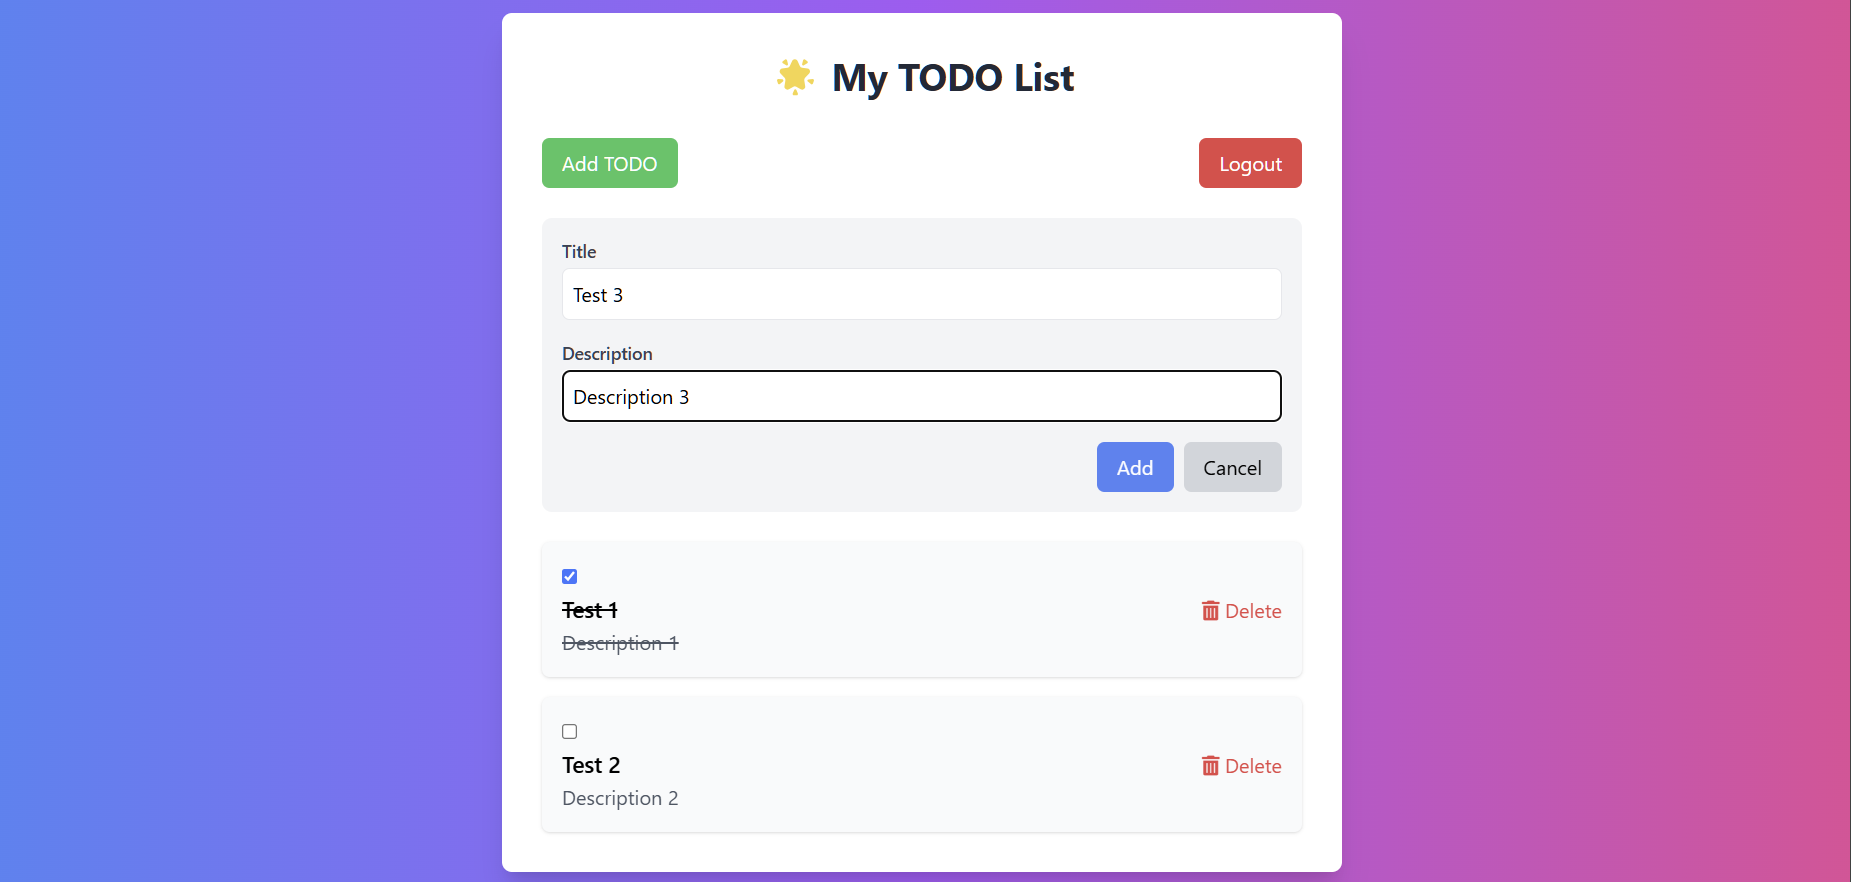 My TODO List
Add TODO
Logout
Title
Test 3
Description
Description 3
Add
Cancel
Test 1
Delete
Description 1
Test 2
Delete
Description 2